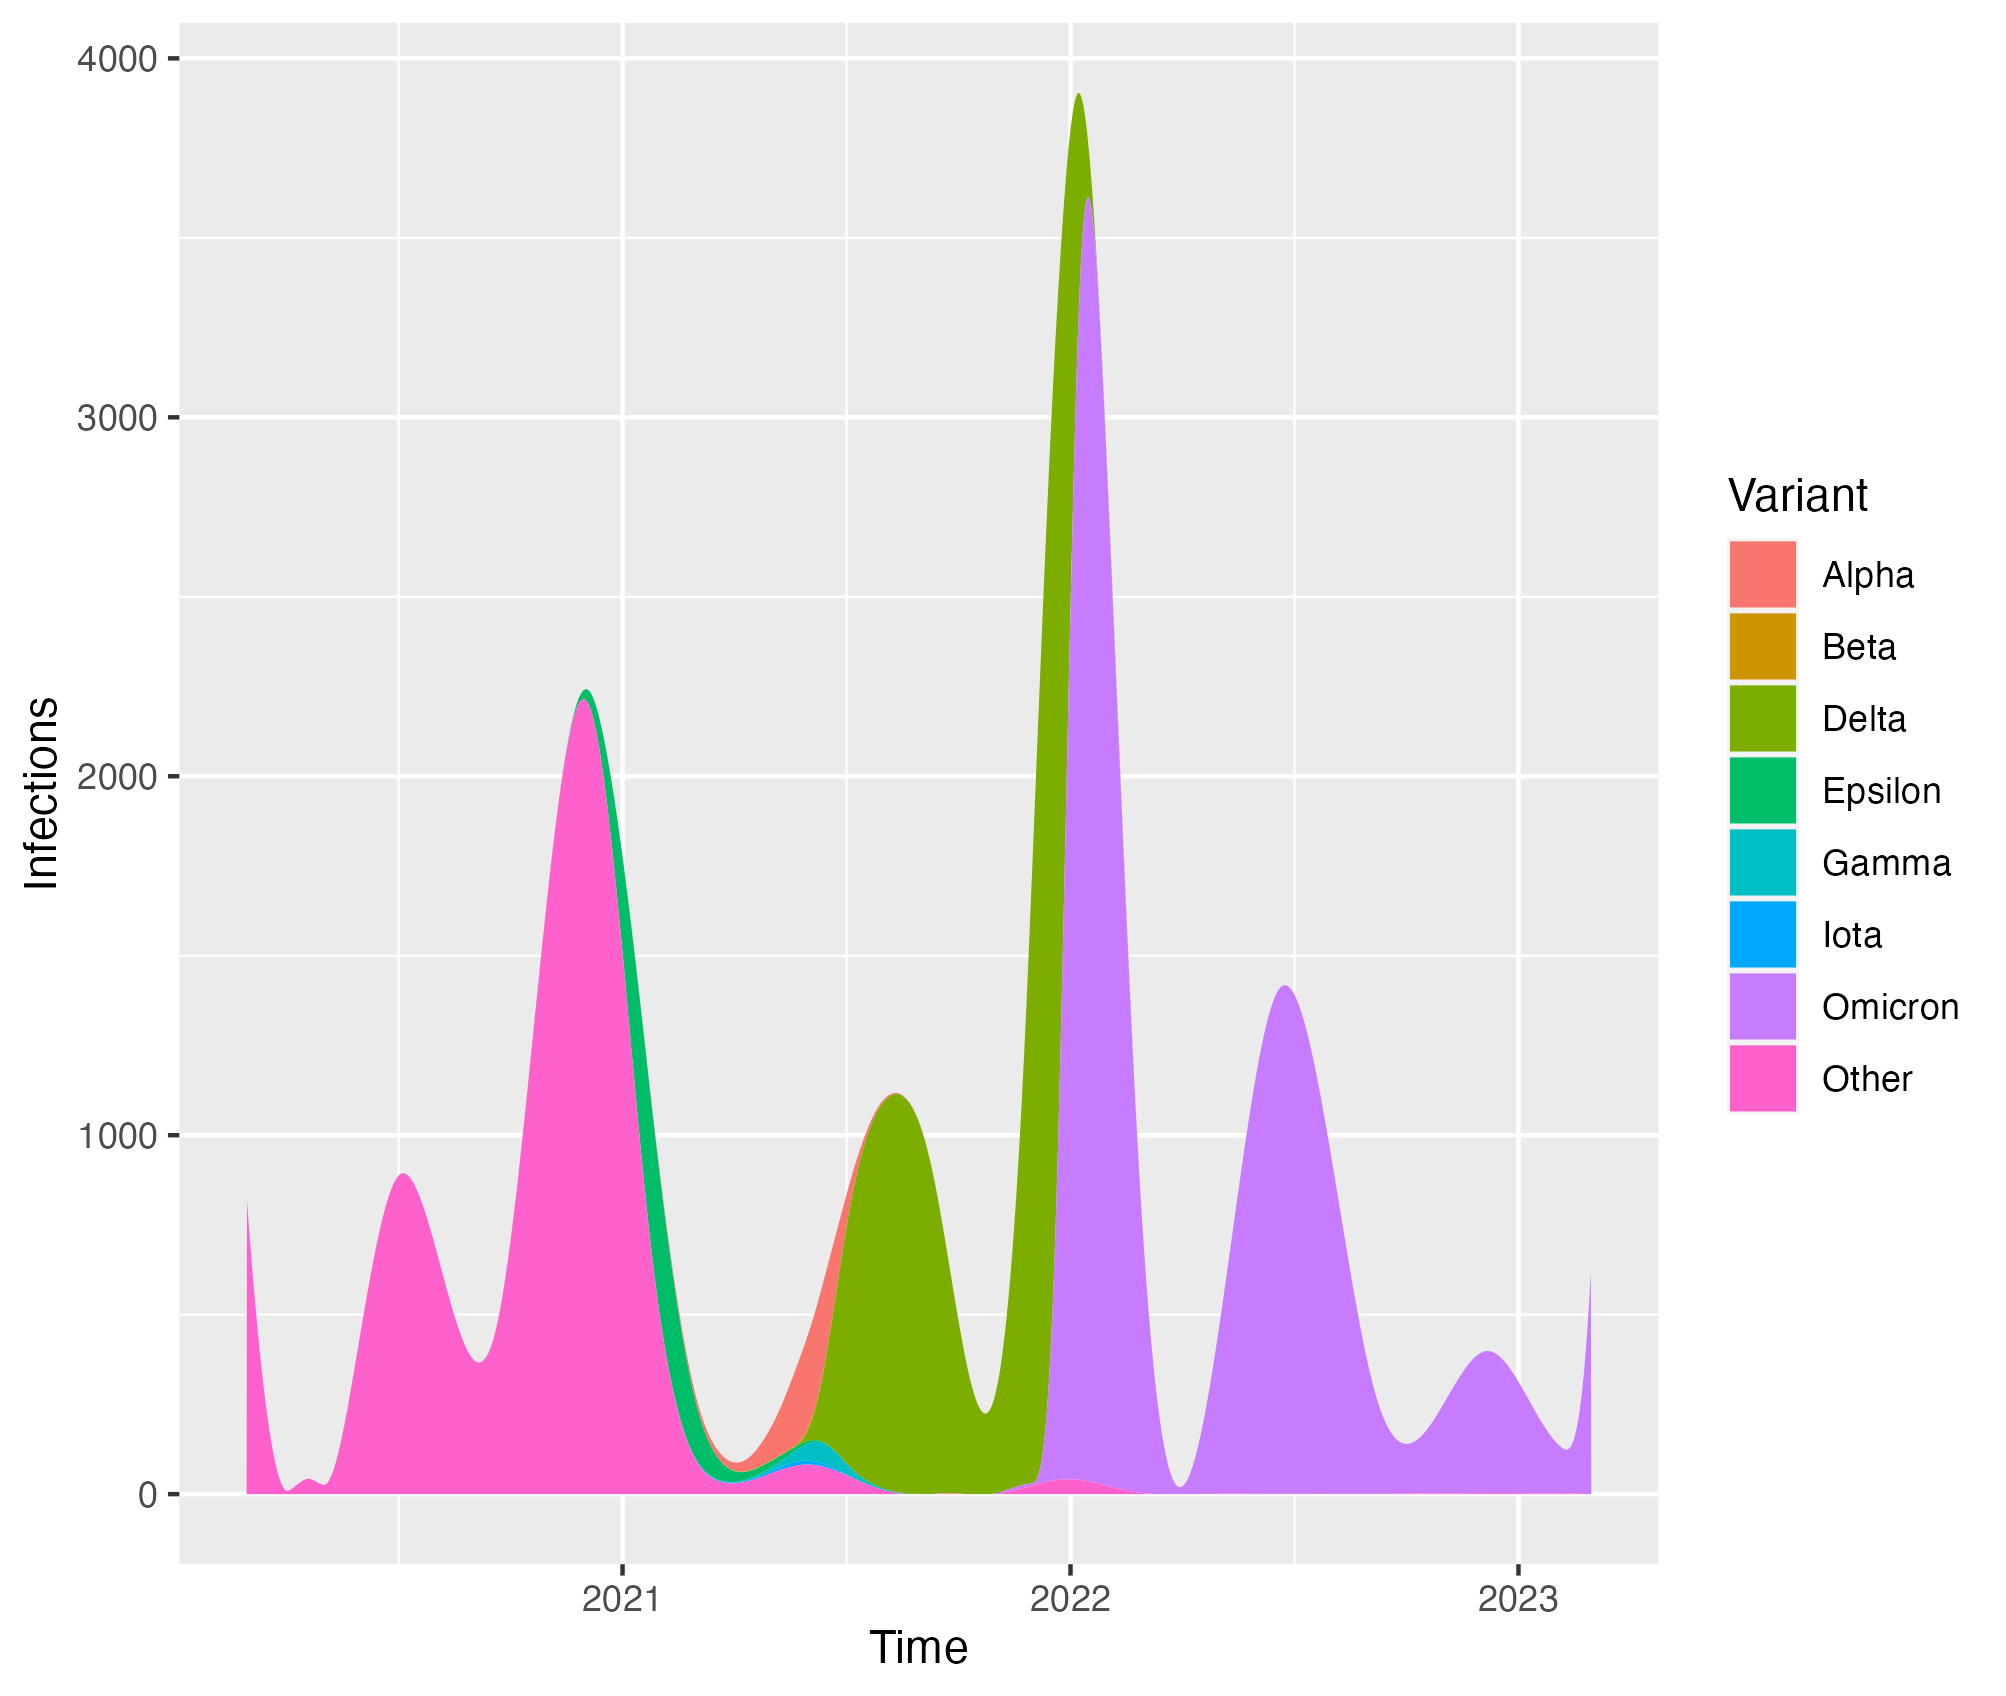 4000
3000
2000
1000
0
Infections
2021
2022
2023
Time
Variant
Alpha
Beta
Delta
Epsilon
Gamma
Iota
Omicron
Other